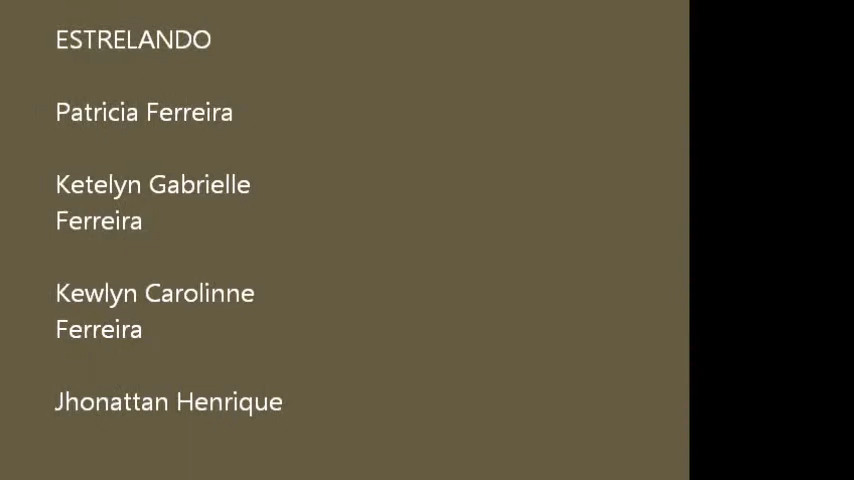 ESTRELANDO
Patricia Ferreira
Ketelyn Gabrielle
Ferreira
Kewlyn Carolinne
Ferreira
Jhonattan Henrique